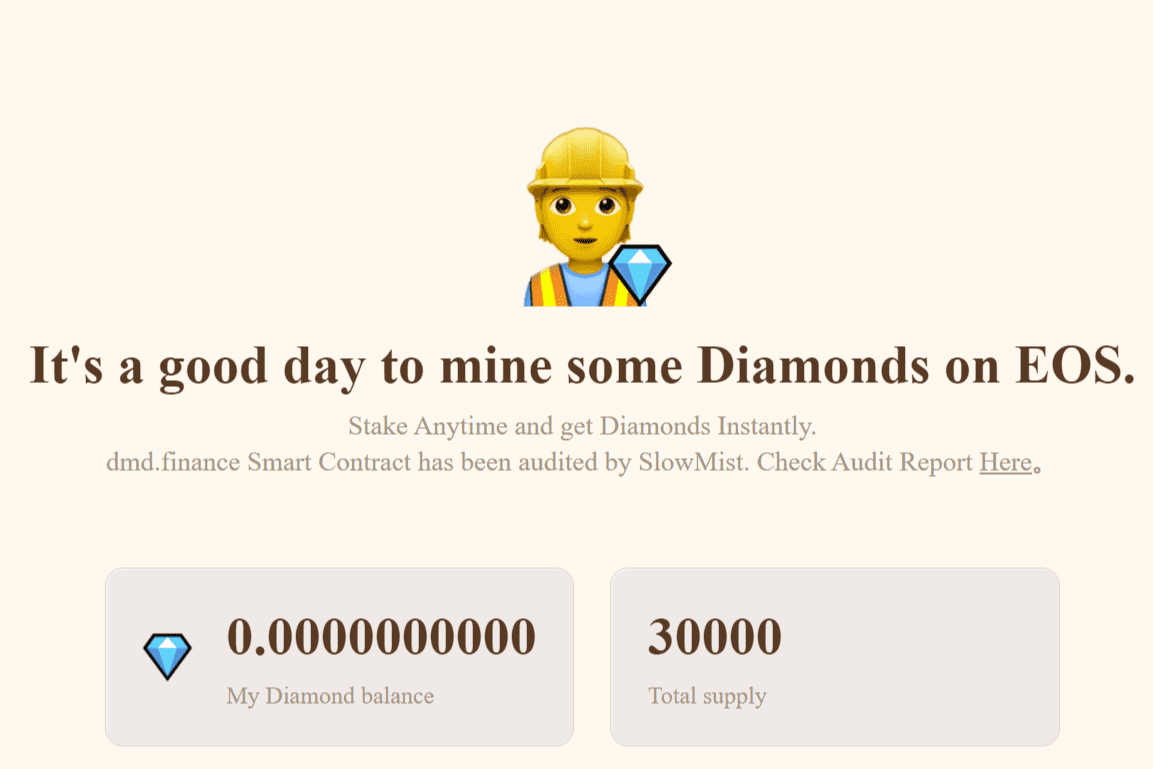 It's a good day to mine some Diamonds on EOS.
Stake Anytime and get Diamonds Instantly.
dmd.finance Smart Contract has been audited by SlowMist. Check Audit Report Here。
0.0000000000
My Diamond balance
30000
Total supply